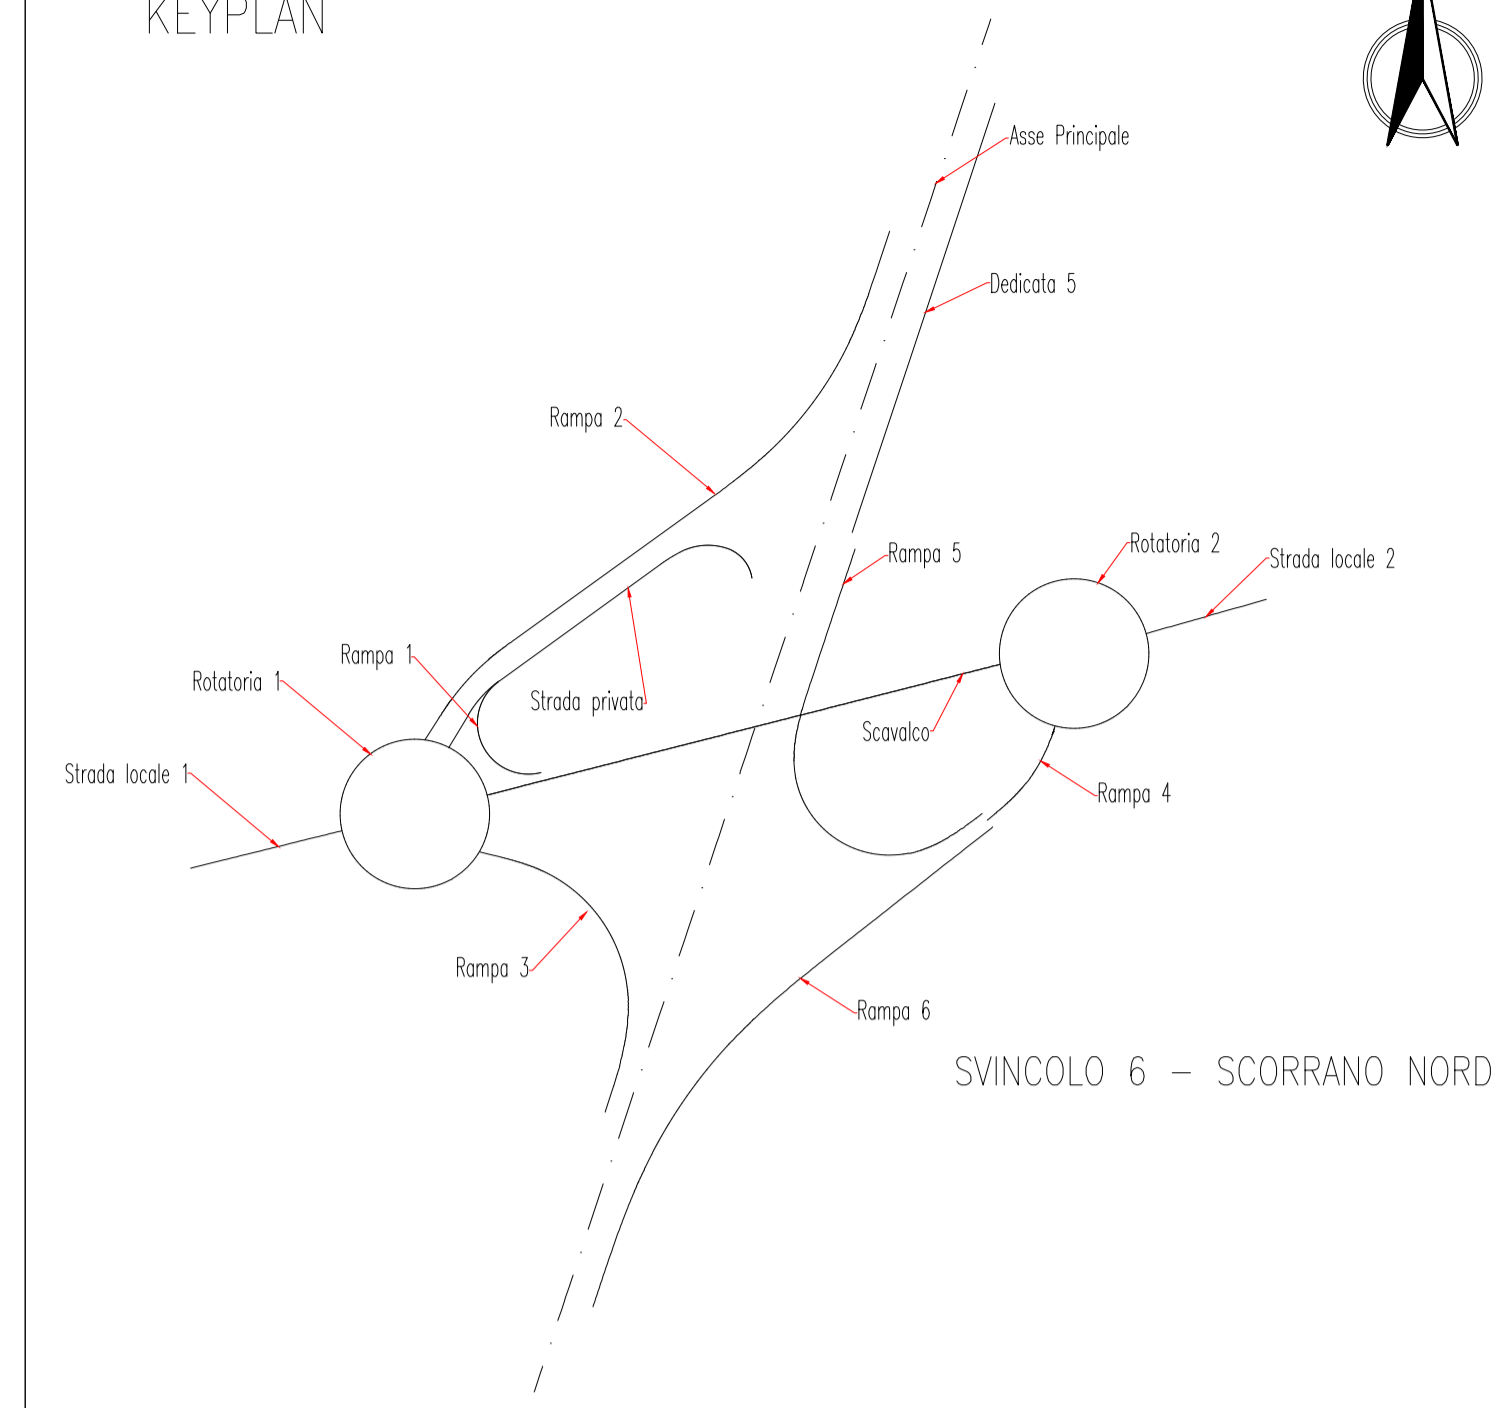 KEYPLAN
Asse Principale
Dedicata 5
Rampa 2
Rampa 5
Rotatoria 2
Strada locale 2
Rampa 1
Rotatoria 1
Strada privata
Scavalco
Strada locale 1
Rampa 4
Rampa 3
Rampa 6
SVINCOLO 6 – SCORRANO NORD